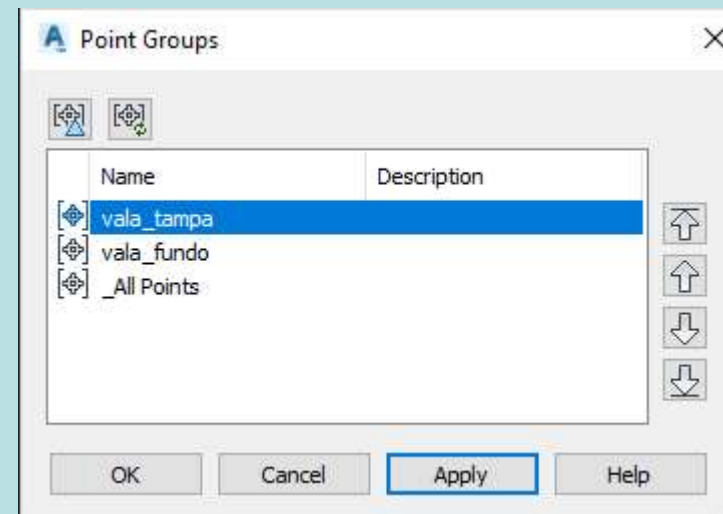 Point Groups
Name Description
vala_tampa
vala_fundo
_All Points
OK Cancel Apply Help